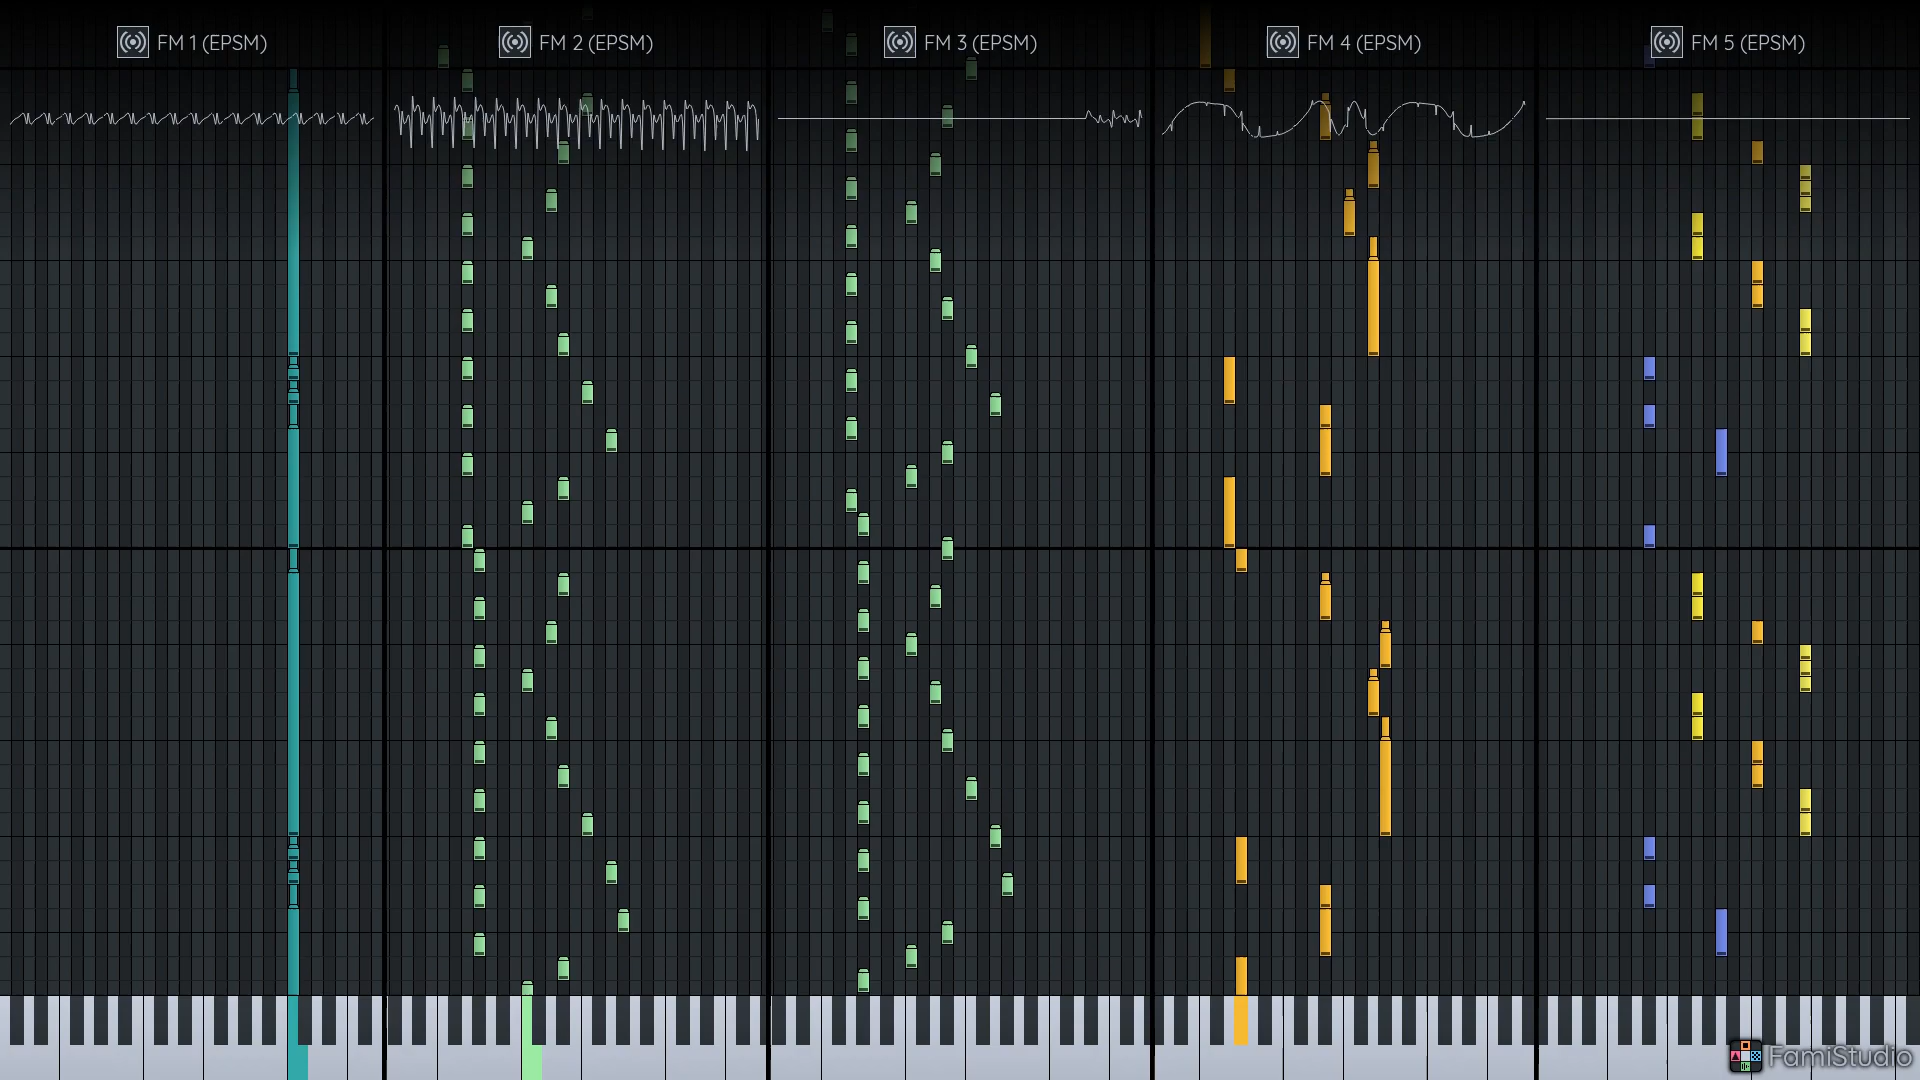 FM 1 (EPSM)
FM 2 (EPSM)
FM 3 (EPSM)
FM 4 (EPSM)
FM 5 (EPSM)
FamiStudio